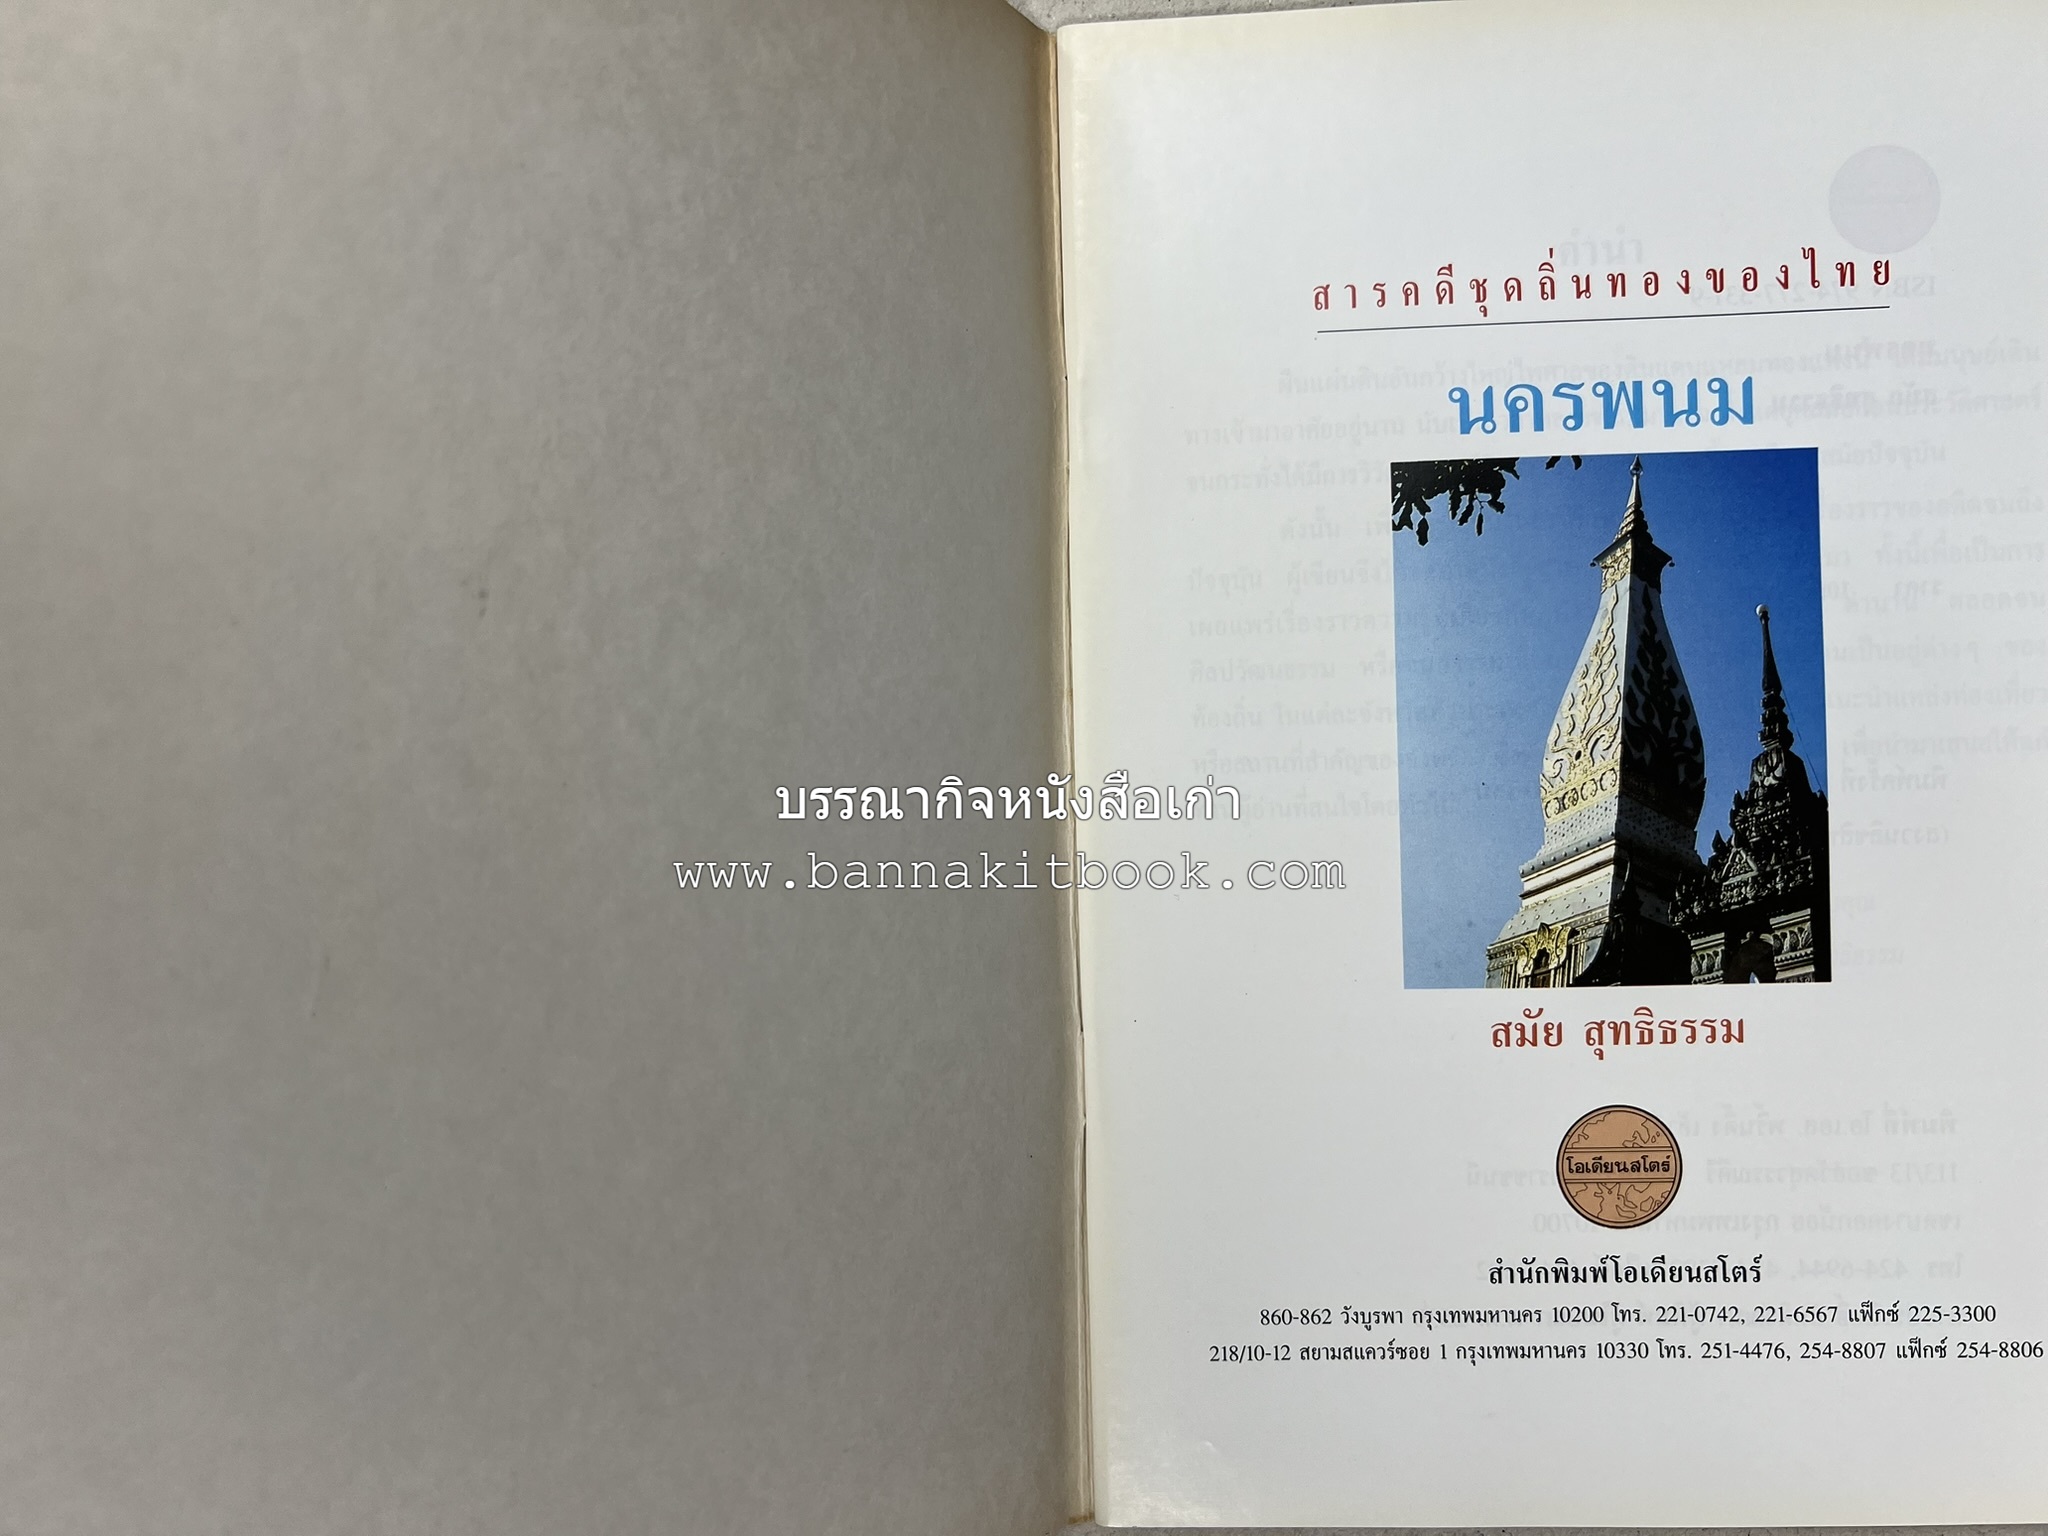 สารคดีชุดถิ่นทองของไทย
นครพนม
บรรณากิจหนังสือเก่า
www.bannakitbook.com
สมัย สุทธิธรรม
โอเดียนสโตร์
สำนักพิมพ์โอเดียนสโตร์
860-862 วังบูรพา กรุงเทพมหานคร 10200 โทร. 221-0742, 221-6567 แฟ็กซ์ 225-3300
218/10-12 สยามสแควร์ซอย 1 กรุงเทพมหานคร 10330 โทร. 251-4476, 254-8807 แฟ็กซ์ 254-8806